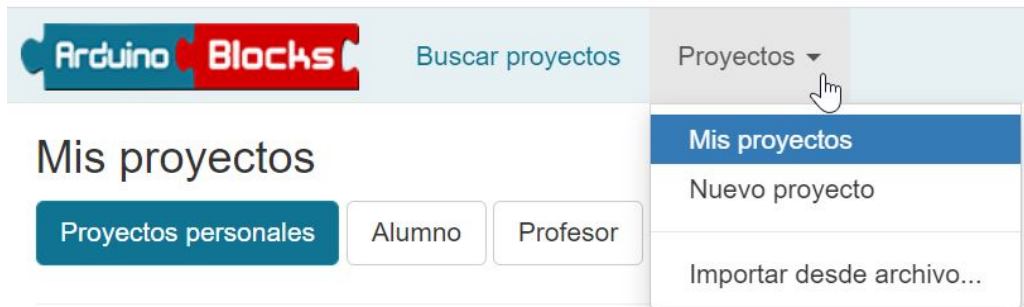 Arduino Blocks
Buscar proyectos
Proyectos
Mis proyectos
Nuevo proyecto
Importar desde archivo...
Mis proyectos
Proyectos personales
Alumno
Profesor